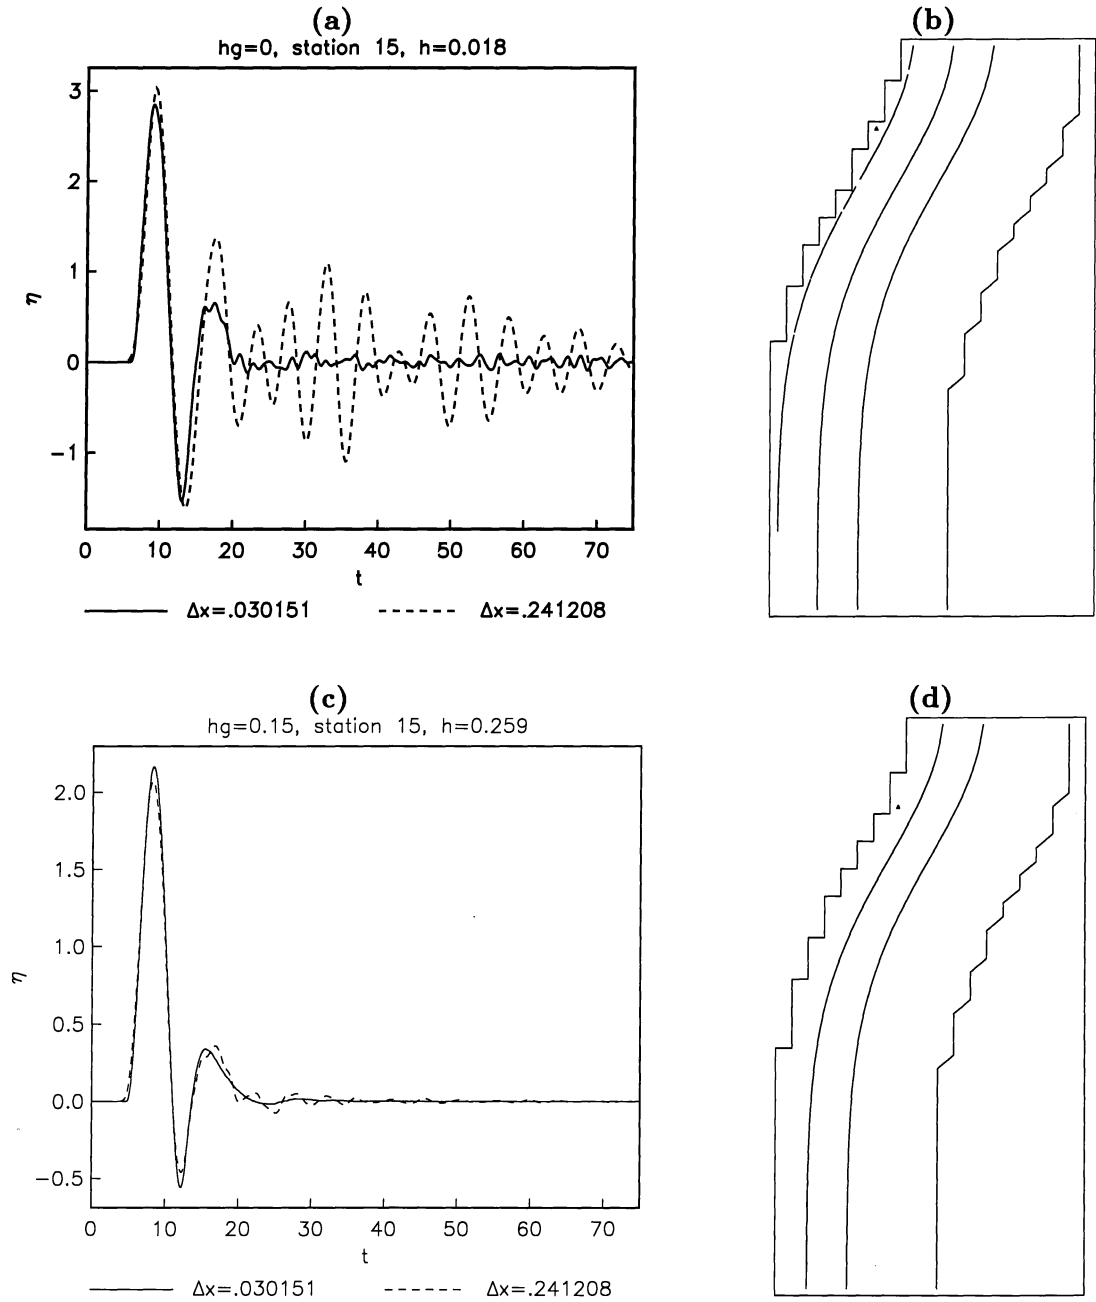 (a)
hg=0, station 15, h=0.018
3
2
1
0
−1
η
0 10 20 30 40 50 60 70
t
Δx=.030151 Δx=.241208
(b)
(c)
hg=0.15, station 15, h=0.259
2.0
1.5
1.0
0.5
0.0
−0.5
η
0 10 20 30 40 50 60 70
t
Δx=.030151 Δx=.241208
(d)